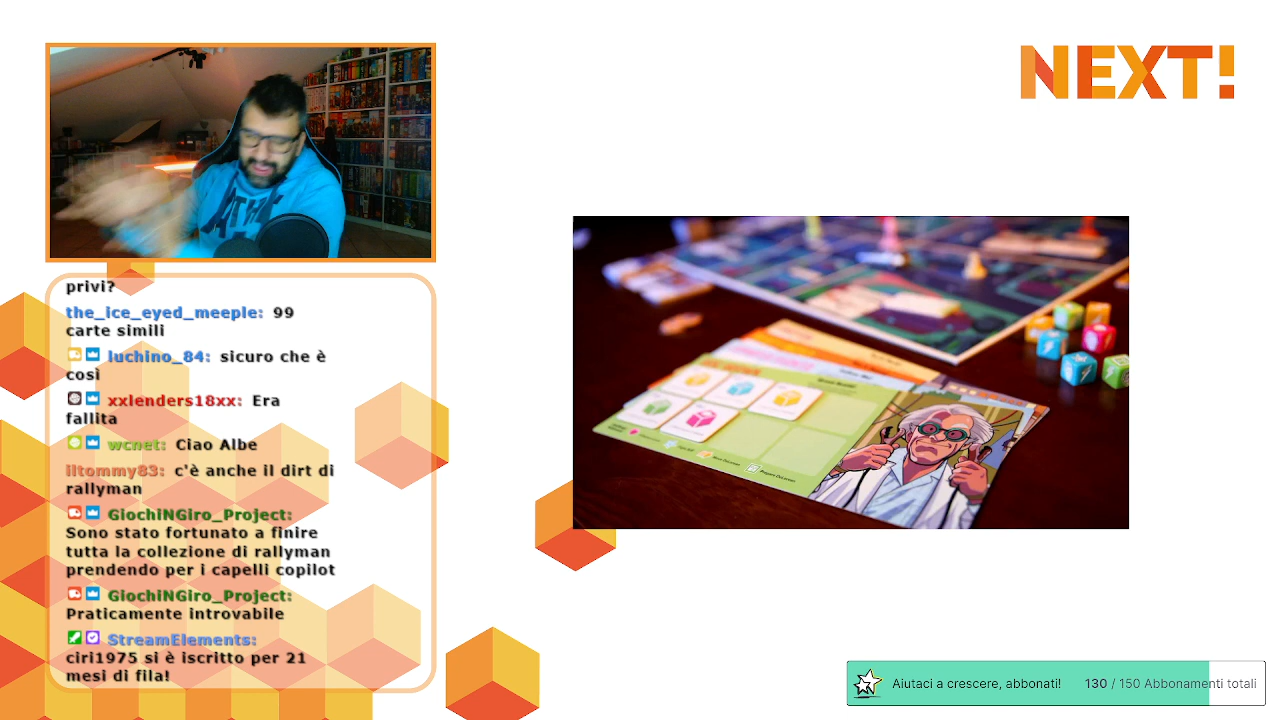 NEXT!
privi?
the_ice_eyed_meeple: 99
carte simili
luchino_84: sicuro che è
così
xxlenders18xx: Era
fallita
wcnet: Ciao Albe
iltommy83: c'è anche il dirt di
rallyman
GiochiNGiro_Project:
Sono stato fortunato a finire
tutta la collezione di rallyman
prendendo per i capelli copilot
GiochiNGiro_Project:
Praticamente introvabile
StreamElements:
ciri1975 si è iscritto per 21
mesi di fila!
Aiutaci a crescere, abbonati! 130 / 150 Abbonamenti totali